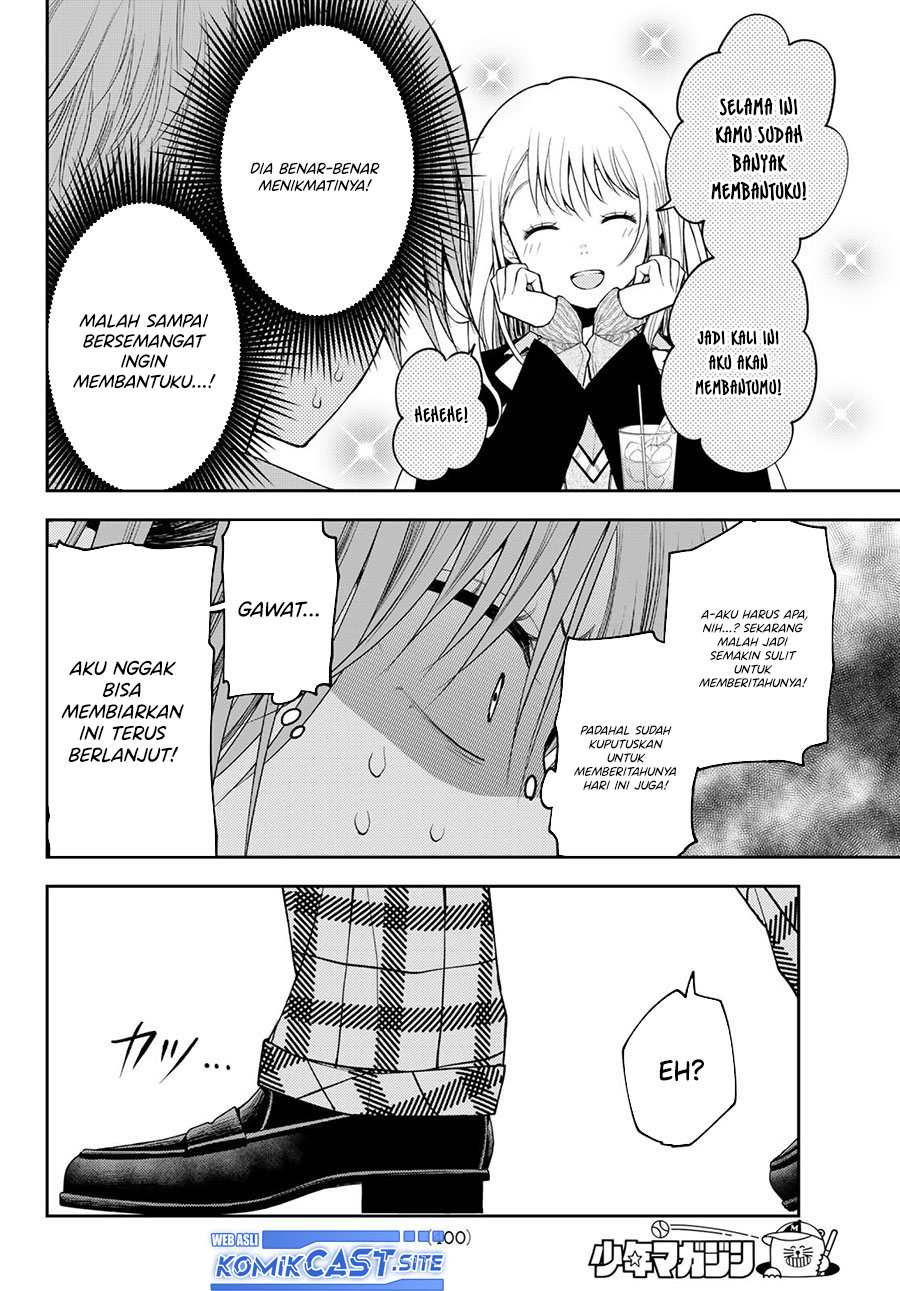 SELAMA INI
KAMU SUDAH
BANYAK
MEMBANTUKU!
JADI KALI INI
AKU AKAN
MEMBANTUMU!
HEHEHE!
DIA BENAR-BENAR
MENIKMATINYA!
MALAH SAMPAI
BERSEMANGAT
INGIN
MEMBANTUKU...!
A-AKU HARUS APA,
NIH...? SEKARANG
MALAH JADI
SEMAKIN SULIT
UNTUK
MEMBERITAHUNYA!
PADAHAL SUDAH
KUPUTUSKAN
UNTUK
MEMBERITAHUNYA
HARI INI JUGA!
GAWAT...
AKU NGGAK
BISA
MEMBIARKAN
INI TERUS
BERLANJUT!
EH?
カツ...
(400)
WEB ASLI
KOMIKCAST.SITE
少年マガジン
M